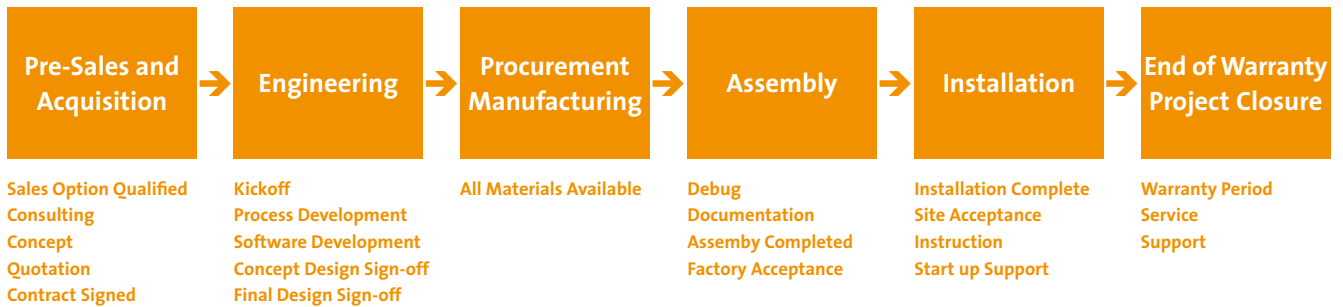 Pre-Sales and
Acquisition
Engineering
Procurement
Manufacturing
Assembly
Installation
End of Warranty
Project Closure
Sales Option Qualified
Consulting
Concept
Quotation
Contract Signed
Kickoff
Process Development
Software Development
Concept Design Sign-off
Final Design Sign-off
All Materials Available
Debug
Documentation
Assemby Completed
Factory Acceptance
Installation Complete
Site Acceptance
Instruction
Start up Support
Warranty Period
Service
Support